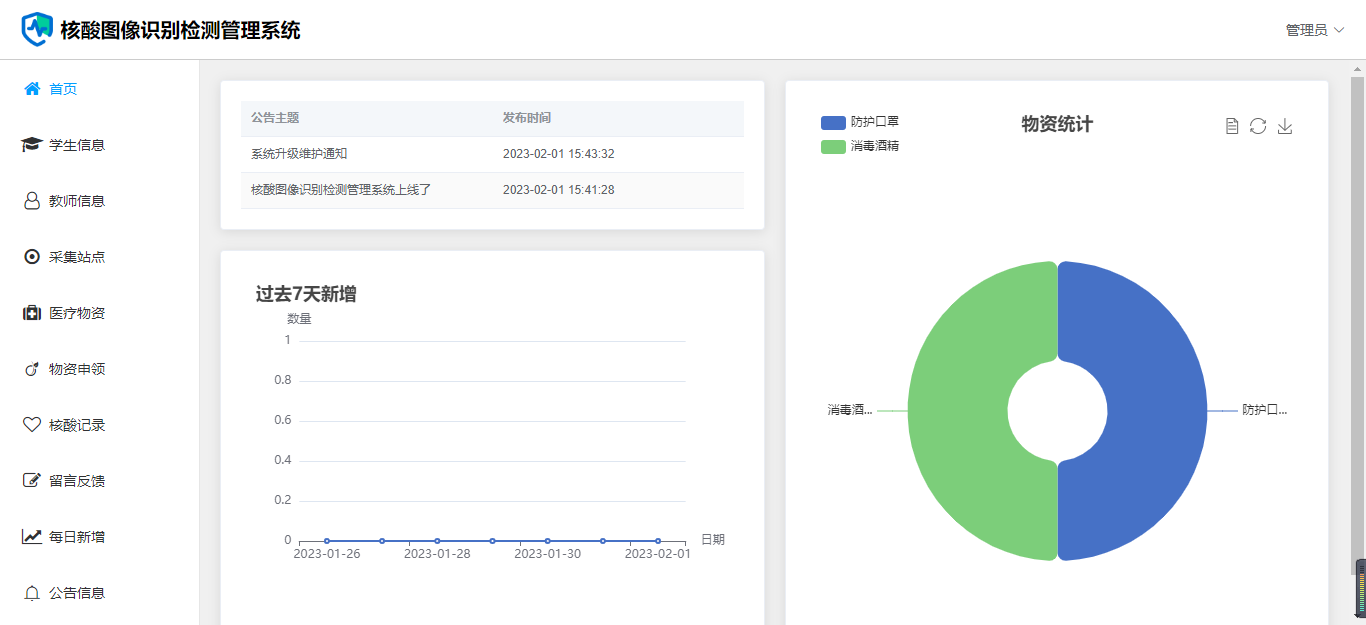 核酸图像识别检测管理系统
管理员
首页
学生信息
教师信息
采集站点
医疗物资
物资申领
核酸记录
留言反馈
每日新增
公告信息
公告主题 发布时间
系统升级维护通知 2023-02-01 15:43:32
核酸图像识别检测管理系统上线了 2023-02-01 15:41:28
过去7天新增
数量
1
0.8
0.6
0.4
0.2
0
日期
2023-01-26 2023-01-28 2023-01-30 2023-02-01
防护口罩
消毒酒精
物资统计
消毒酒...
防护口...